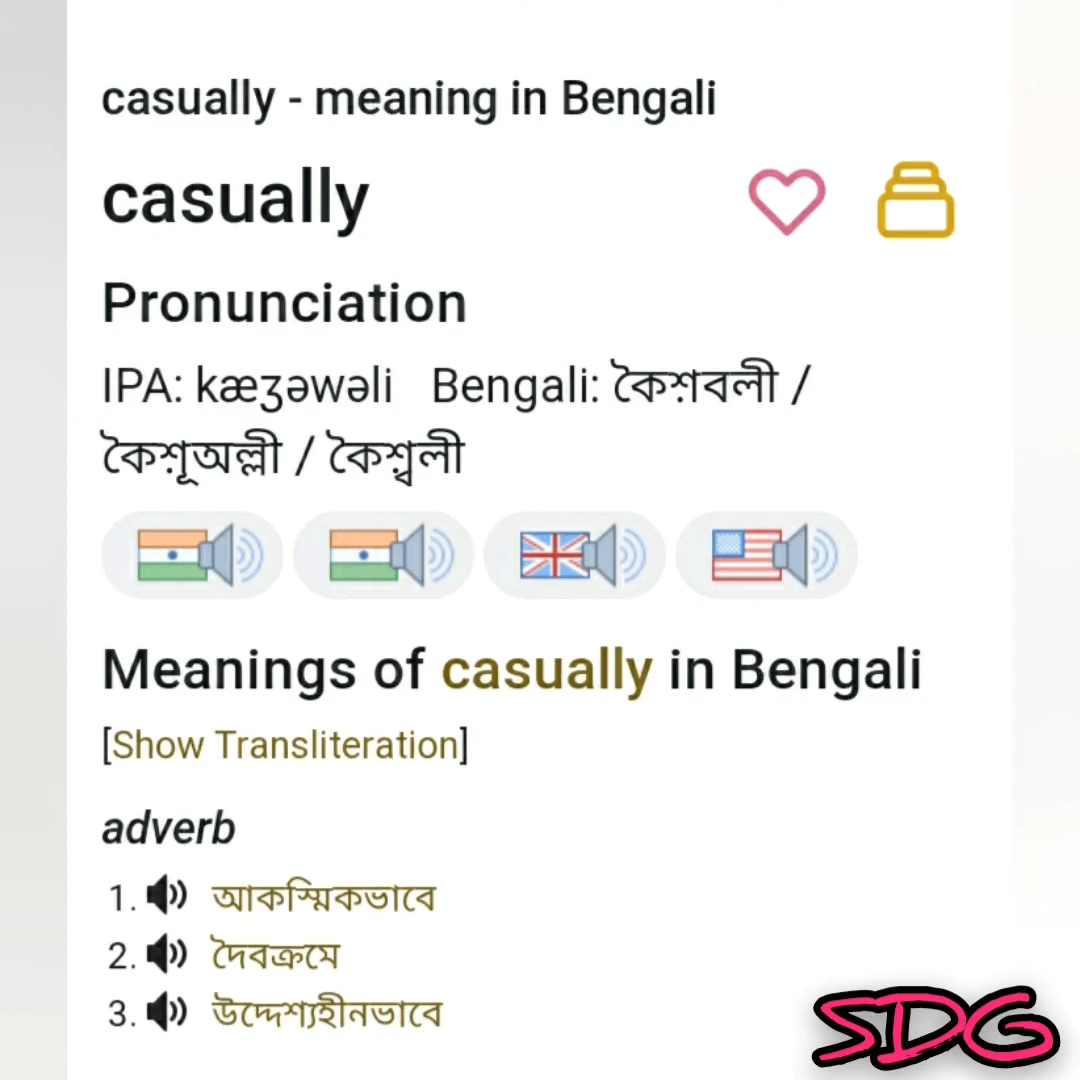 casually - meaning in Bengali
casually
Pronunciation
IPA: kæʒəwəli Bengali: কৈশ়বলী /
কৈশ়ূঅল্লী / কৈশ়্বলী
Meanings of casually in Bengali
[Show Transliteration]
adverb
1. আকস্মিকভাবে
2. দৈবক্রমে
3. উদ্দেশ্যহীনভাবে
SDG